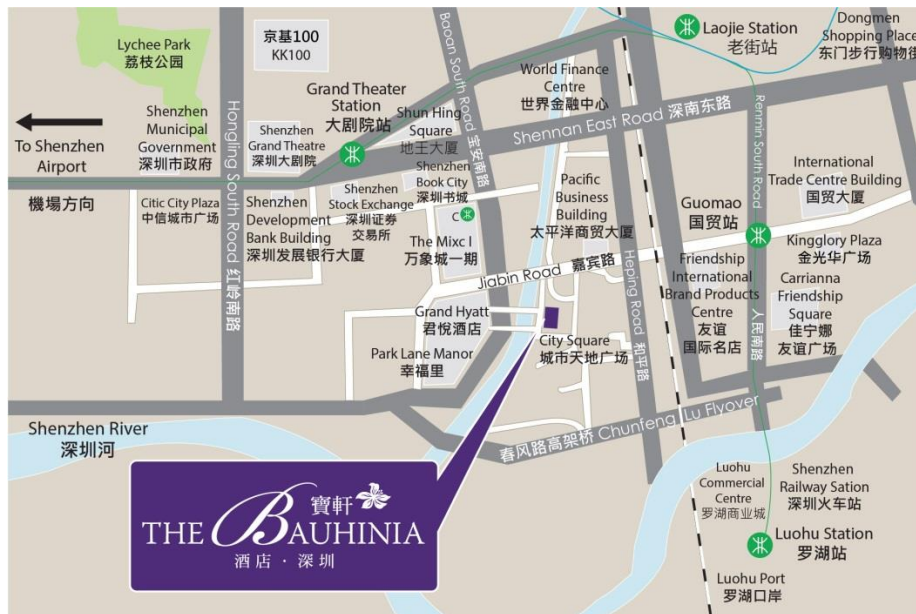 Lychee Park
荔枝公园
京基100
KK100
Baoan South Road 宝安南路
Laojie Station
老街站
Dongmen
Shopping Place
东门步行购物街
World Finance
Centre
世界金融中心
Grand Theater
Station
大剧院站
Shun Hing
Square
地王大厦
Shennan East Road 深南东路
Renmin South Road 人民南路
To Shenzhen
Airport
機場方向
Shenzhen
Municipal
Government
深圳市政府
Hongling South Road 红岭南路
Shenzhen
Grand Theatre
深圳大剧院
Citic City Plaza
中信城市广场
Shenzhen
Development
Bank Building
深圳发展银行大厦
Shenzhen
Stock Exchange
深圳证券
交易所
Shenzhen
Book City
深圳书城
C
The Mixc I
万象城一期
Pacific
Business
Building
太平洋商贸大厦
International
Trade Centre Building
国贸大厦
Guomao
国贸站
Kingglory Plaza
金光华广场
Jiabin Road 嘉宾路
Heping Road 和平路
Friendship
International
Brand Products
Centre
友谊
国际名店
Carrianna
Friendship
Square
佳宁娜
友谊广场
Grand Hyatt
君悦酒店
Park Lane Manor
幸福里
City Square
城市天地广场
春风路高架桥 Chunfeng Lu Flyover
Shenzhen River
深圳河
寶軒
THE BAUHINIA
酒店 · 深圳
Luohu
Commercial
Centre
罗湖商业城
Shenzhen
Railway Sation
深圳火车站
Luohu Station
罗湖站
Luohu Port
罗湖口岸